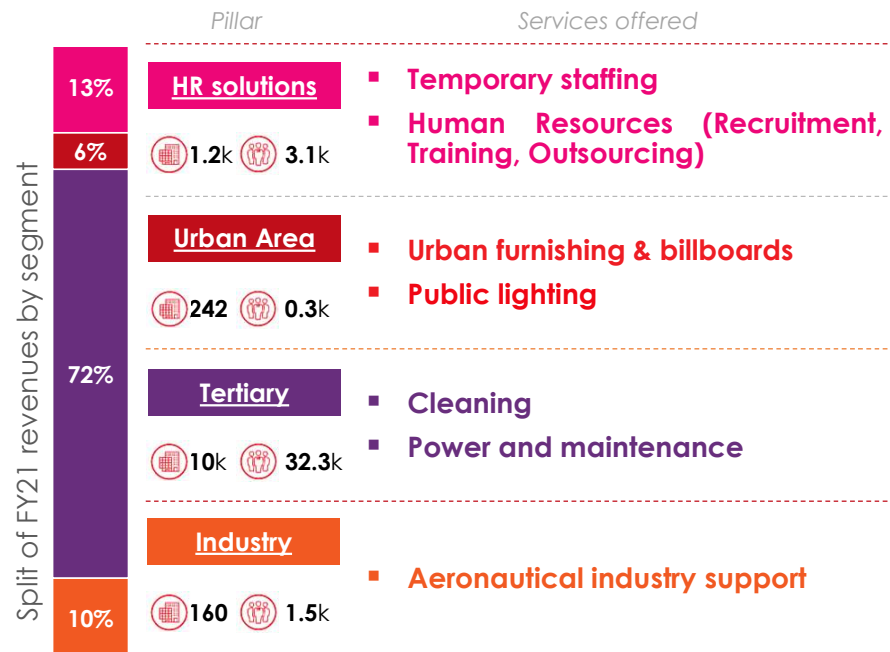 Pillar
Services offered
Split of FY21 revenues by segment
13%
6%
72%
10%
HR solutions
1.2k 3.1k
▪ Temporary staffing
▪ Human Resources (Recruitment,
Training, Outsourcing)
Urban Area
242 0.3k
▪ Urban furnishing & billboards
▪ Public lighting
Tertiary
10k 32.3k
▪ Cleaning
▪ Power and maintenance
Industry
160 1.5k
▪ Aeronautical industry support